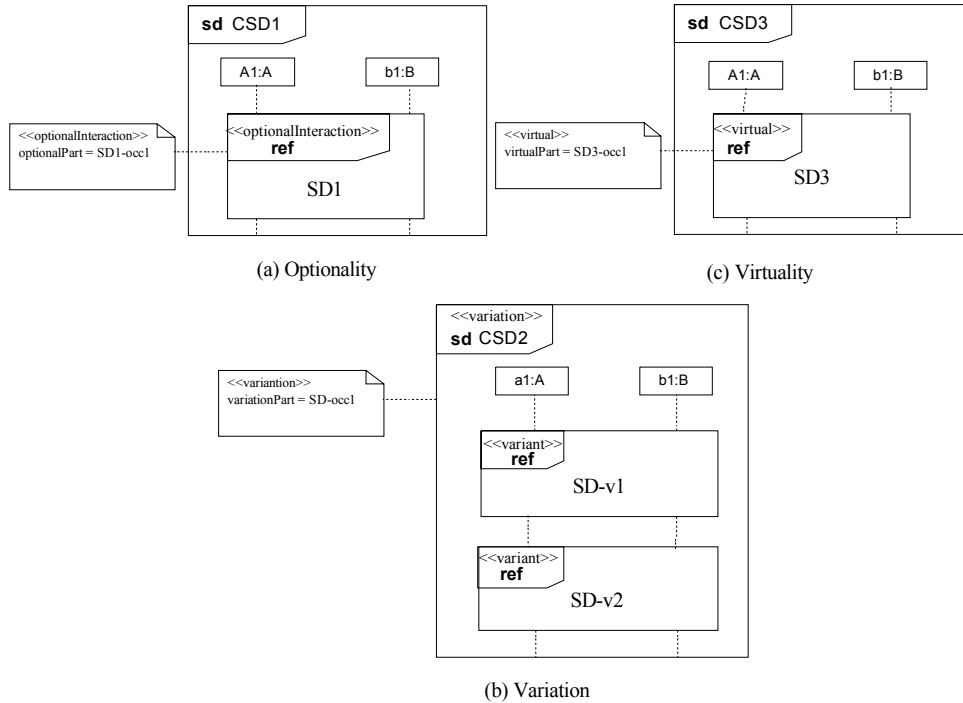 sd CSD1
A1:A
b1:B
<<optionalInteraction>>
optionalPart = SD1-occ1
<<optionalInteraction>>
ref
SD1
(a) Optionality
sd CSD3
A1:A
b1:B
<<virtual>>
virtualPart = SD3-occ1
<<virtual>>
ref
SD3
(c) Virtuality
<<variation>>
sd CSD2
<<variantion>>
variationPart = SD-occ1
a1:A
b1:B
<<variant>>
ref
SD-v1
<<variant>>
ref
SD-v2
(b) Variation